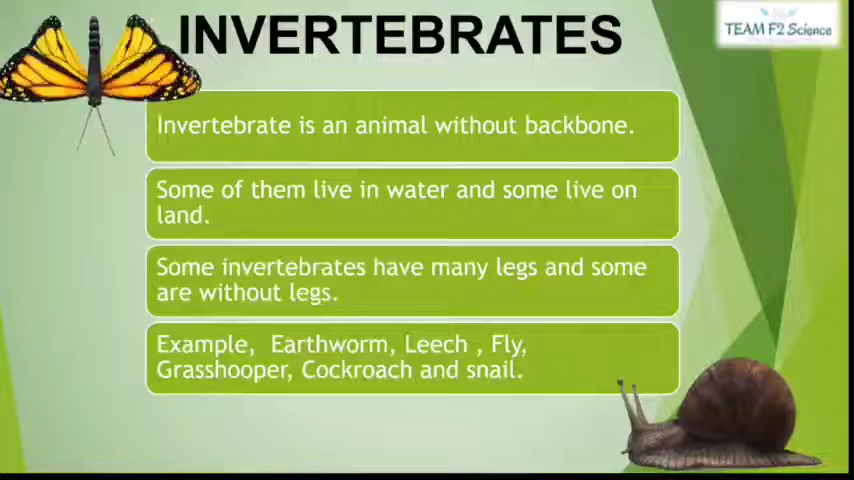 INVERTEBRATES
TEAM F2 Science
Invertebrate is an animal without backbone.
Some of them live in water and some live on
land.
Some invertebrates have many legs and some
are without legs.
Example,  Earthworm, Leech , Fly,
Grasshooper, Cockroach and snail.